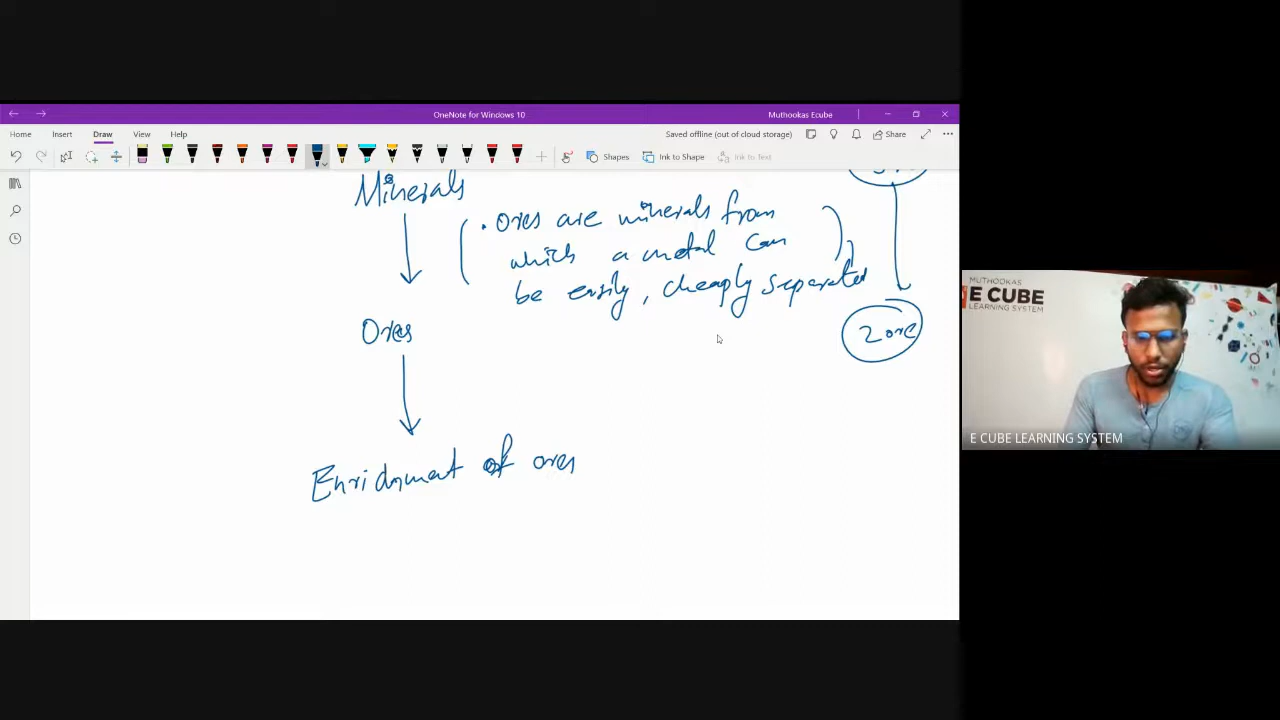 OneNote for Windows 10
Muthookas Ecube
Home Insert Draw View Help
Saved offline (out of cloud storage) Share
Shapes Ink to Shape Ink to Text
Minerals
. Ores are minerals from
which a metal can
be easily, cheaply separated
Ores
2 ore
Enrichment of ores
MUTHOOKAS
E CUBE
LEARNING SYSTEM
E CUBE LEARNING SYSTEM